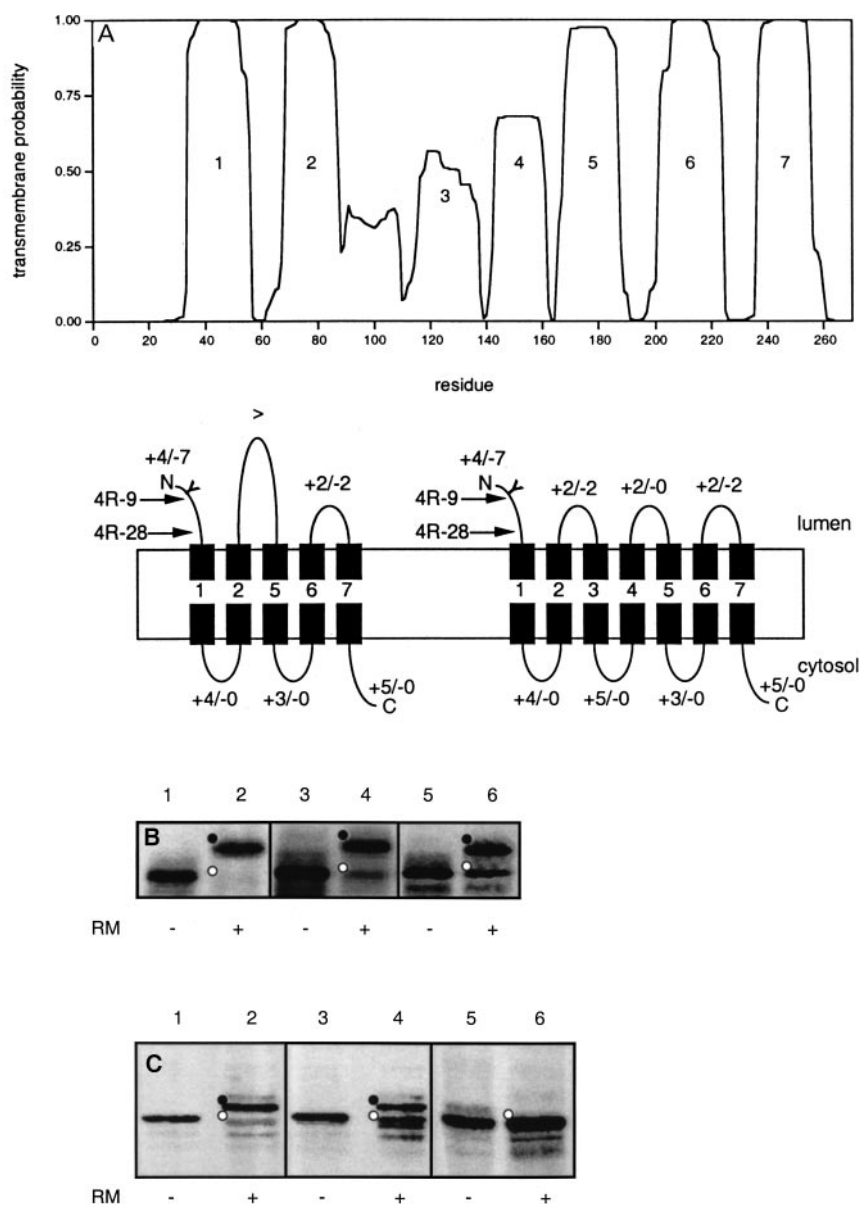 A
transmembrane probability
1.00
0.75
0.50
0.25
0.00
1 2 3 4 5 6 7
0 20 40 60 80 100 120 140 160 180 200 220 240 260
residue
>
+4/-7 +4/-7
N +2/-2 N +2/-2 +2/-0 +2/-2
4R-9 4R-9
4R-28 4R-28 lumen
1 2 5 6 7 1 2 3 4 5 6 7
cytosol
+4/-0 +3/-0 +5/-0 +4/-0 +5/-0 +3/-0 +5/-0
C C
1 2 3 4 5 6
B
RM - + - + - +
1 2 3 4 5 6
C
RM - + - + - +